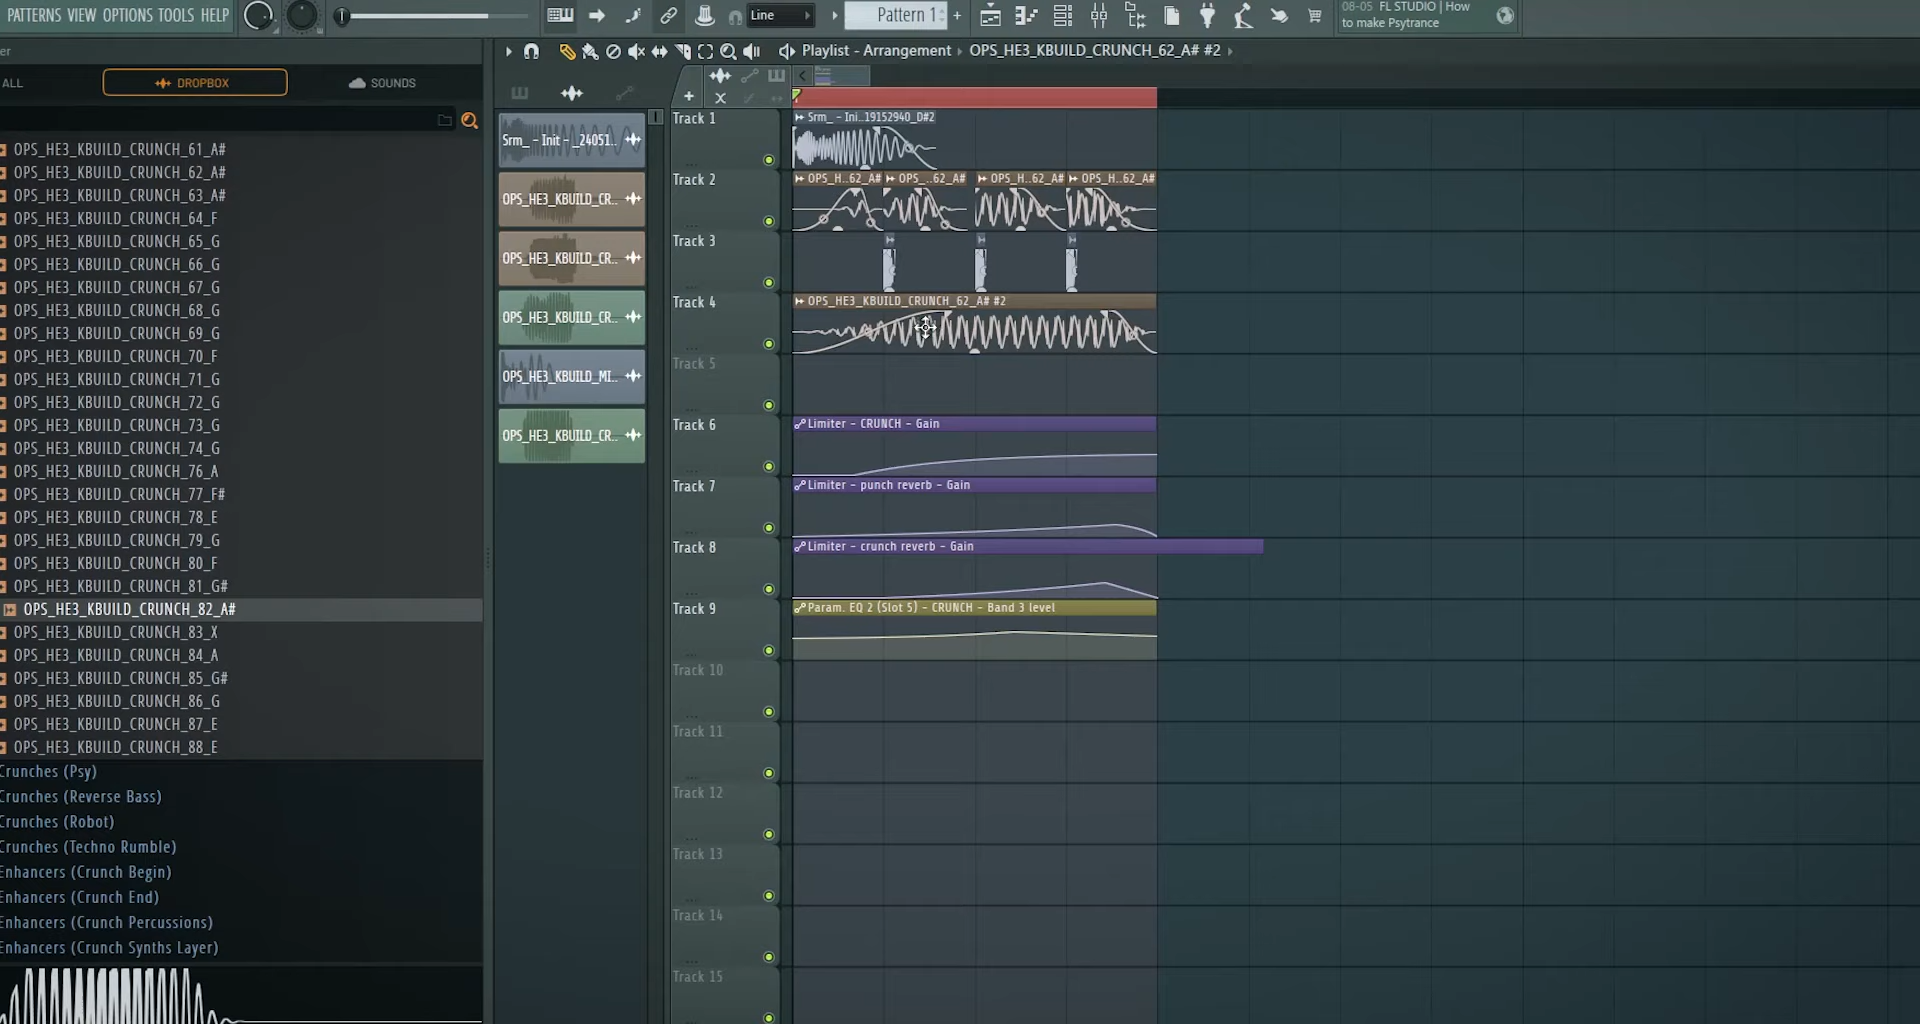 PATTERNS VIEW OPTIONS TOOLS HELP
Line
Pattern 1
08-05 FL STUDIO | How
to make Psytrance
er
Playlist - Arrangement › OPS_HE3_KBUILD_CRUNCH_62_A# #2
ALL
DROPBOX
SOUNDS
OPS_HE3_KBUILD_CRUNCH_61_A#
OPS_HE3_KBUILD_CRUNCH_62_A#
OPS_HE3_KBUILD_CRUNCH_63_A#
OPS_HE3_KBUILD_CRUNCH_64_F
OPS_HE3_KBUILD_CRUNCH_65_G
OPS_HE3_KBUILD_CRUNCH_66_G
OPS_HE3_KBUILD_CRUNCH_67_G
OPS_HE3_KBUILD_CRUNCH_68_G
OPS_HE3_KBUILD_CRUNCH_69_G
OPS_HE3_KBUILD_CRUNCH_70_F
OPS_HE3_KBUILD_CRUNCH_71_G
OPS_HE3_KBUILD_CRUNCH_72_G
OPS_HE3_KBUILD_CRUNCH_73_G
OPS_HE3_KBUILD_CRUNCH_74_G
OPS_HE3_KBUILD_CRUNCH_76_A
OPS_HE3_KBUILD_CRUNCH_77_F#
OPS_HE3_KBUILD_CRUNCH_78_E
OPS_HE3_KBUILD_CRUNCH_79_G
OPS_HE3_KBUILD_CRUNCH_80_F
OPS_HE3_KBUILD_CRUNCH_81_G#
OPS_HE3_KBUILD_CRUNCH_82_A#
OPS_HE3_KBUILD_CRUNCH_83_X
OPS_HE3_KBUILD_CRUNCH_84_A
OPS_HE3_KBUILD_CRUNCH_85_G#
OPS_HE3_KBUILD_CRUNCH_86_G
OPS_HE3_KBUILD_CRUNCH_87_E
OPS_HE3_KBUILD_CRUNCH_88_E
Crunches (Psy)
Crunches (Reverse Bass)
Crunches (Robot)
Crunches (Techno Rumble)
Enhancers (Crunch Begin)
Enhancers (Crunch End)
Enhancers (Crunch Percussions)
Enhancers (Crunch Synths Layer)
Srm_ - Init - _24051..
OPS_HE3_KBUILD_CR..
OPS_HE3_KBUILD_CR..
OPS_HE3_KBUILD_CR..
OPS_HE3_KBUILD_MI..
OPS_HE3_KBUILD_CR..
Track 1
Srm_ - Ini..19152940_D#2
Track 2
OPS_H..62_A#
OPS_..62_A#
OPS_H..62_A#
OPS_H..62_A#
Track 3
Track 4
OPS_HE3_KBUILD_CRUNCH_62_A# #2
Track 5
Track 6
Limiter - CRUNCH - Gain
Track 7
Limiter - punch reverb - Gain
Track 8
Limiter - crunch reverb - Gain
Track 9
Param. EQ 2 (Slot 5) - CRUNCH - Band 3 level
Track 10
Track 11
Track 12
Track 13
Track 14
Track 15